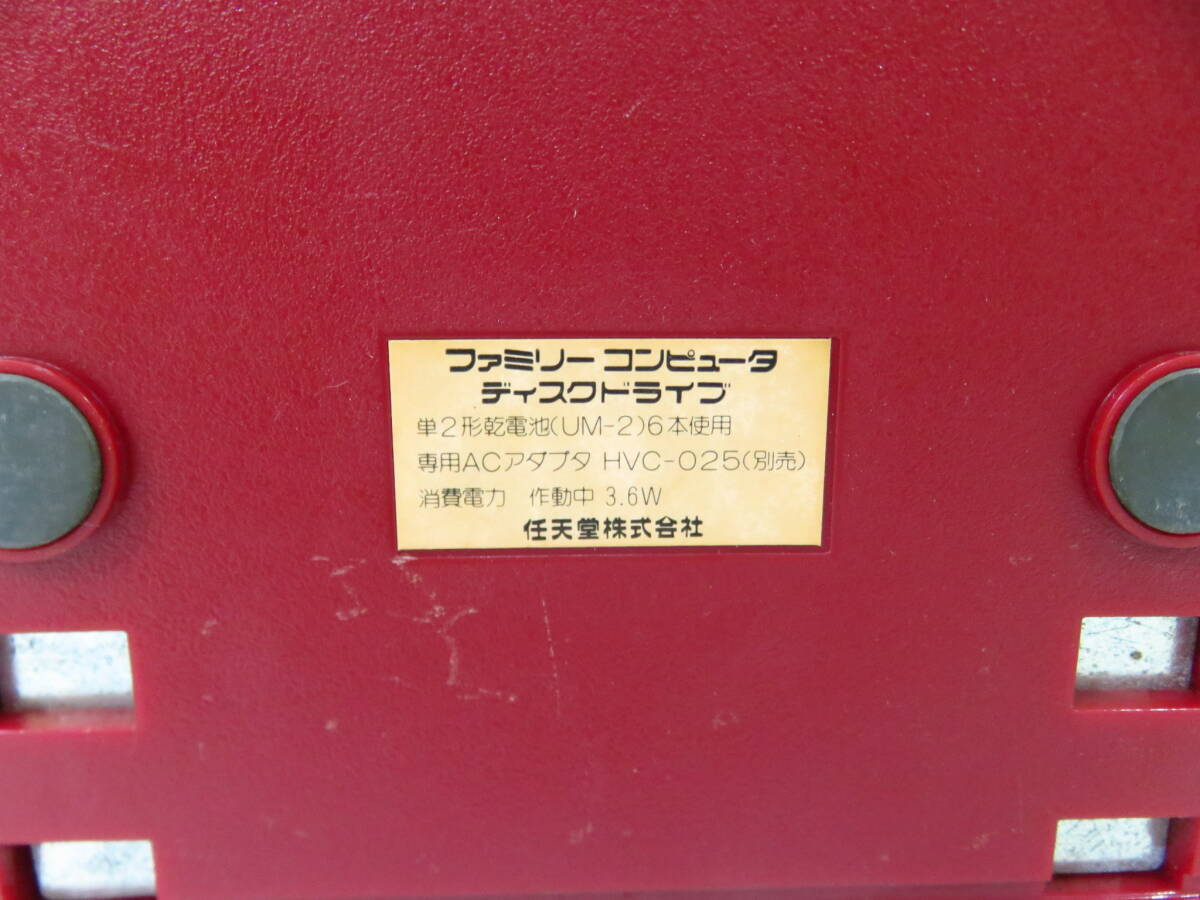 ファミリー コンピュータ
ディスクドライブ
単2形乾電池(UM-2)6本使用
専用ACアダプタ HVC-025(別売)
消費電力 作動中 3.6W
任天堂株式会社